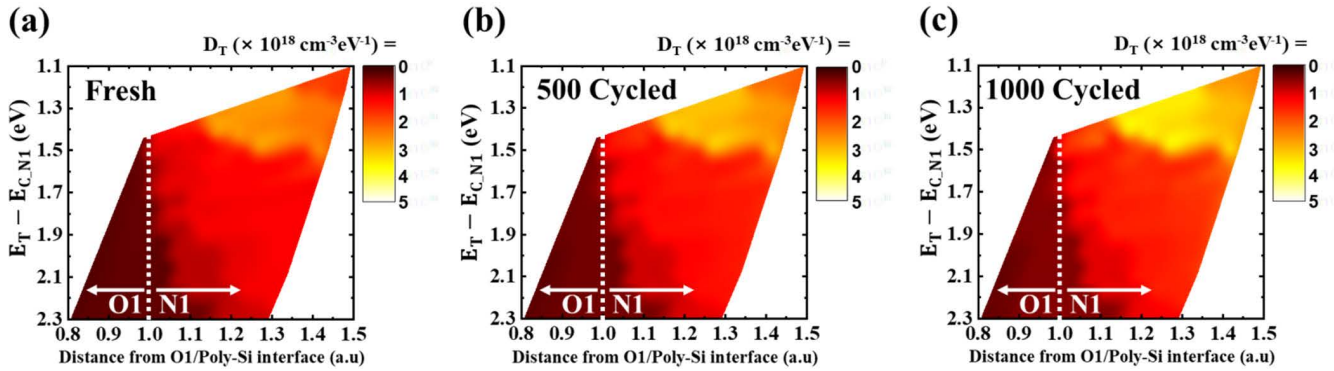 (a)
D_T (× 10^18 cm^-3 eV^-1) =
Fresh
E_T – E_C_N1 (eV)
1.1
1.3
1.5
1.7
1.9
2.1
2.3
0
1
2
3
4
5
O1 N1
0.8 0.9 1.0 1.1 1.2 1.3 1.4 1.5
Distance from O1/Poly-Si interface (a.u)
(b)
D_T (× 10^18 cm^-3 eV^-1) =
500 Cycled
E_T – E_C_N1 (eV)
1.1
1.3
1.5
1.7
1.9
2.1
2.3
0
1
2
3
4
5
O1 N1
0.8 0.9 1.0 1.1 1.2 1.3 1.4 1.5
Distance from O1/Poly-Si interface (a.u)
(c)
D_T (× 10^18 cm^-3 eV^-1) =
1000 Cycled
E_T – E_C_N1 (eV)
1.1
1.3
1.5
1.7
1.9
2.1
2.3
0
1
2
3
4
5
O1 N1
0.8 0.9 1.0 1.1 1.2 1.3 1.4 1.5
Distance from O1/Poly-Si interface (a.u)